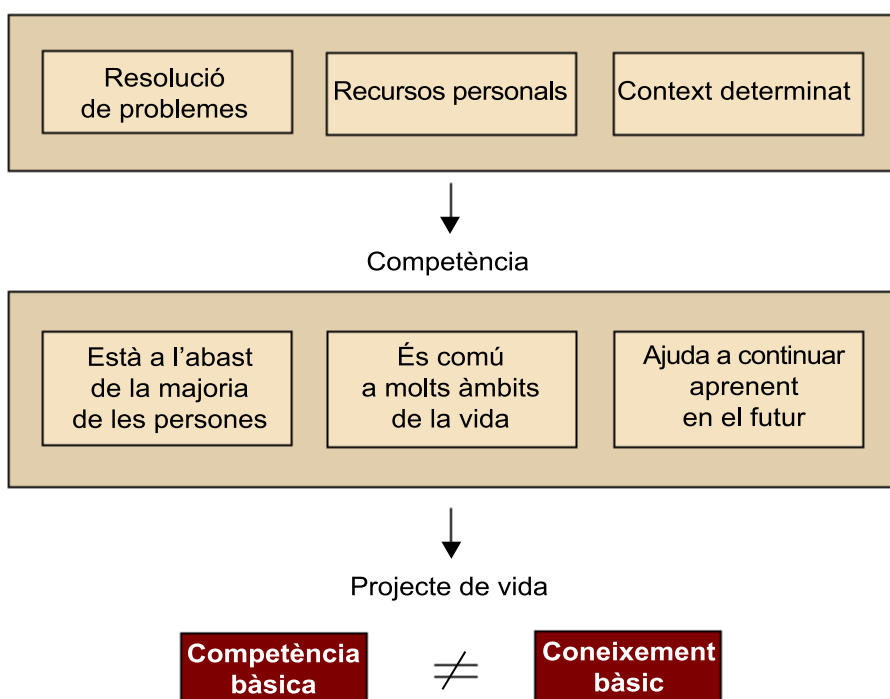 Resolució
de problemes
Recursos personals
Context determinat
Competència
Està a l’abast
de la majoria
de les persones
És comú
a molts àmbits
de la vida
Ajuda a continuar
aprenent
en el futur
Projecte de vida
Competència
bàsica
≠
Coneixement
bàsic